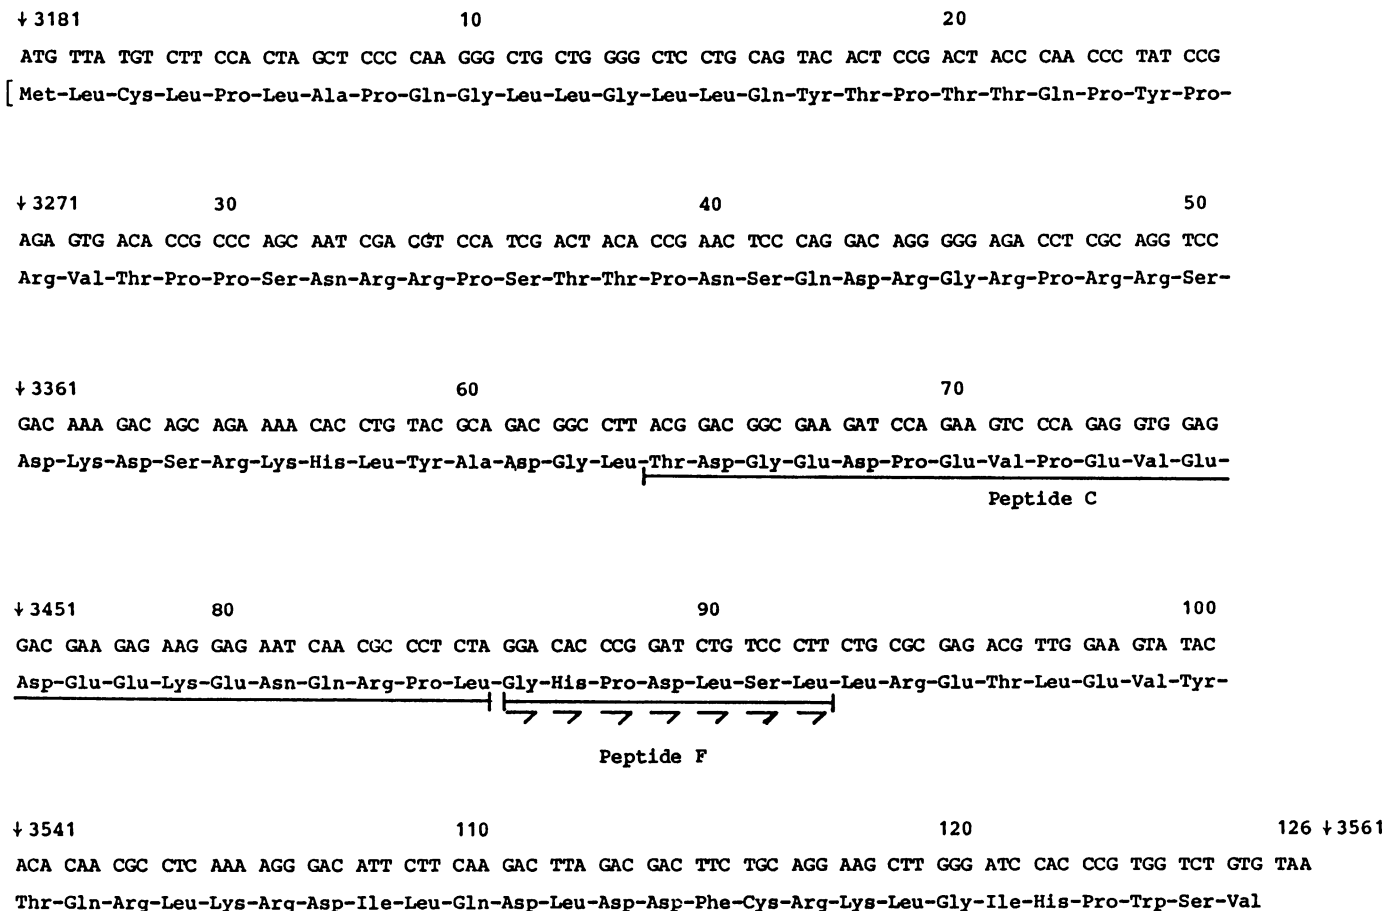 ↓ 3181 10 20
ATG TTA TGT CTT CCA CTA GCT CCC CAA GGG CTG CTG GGG CTC CTG CAG TAC ACT CCG ACT ACC CAA CCC TAT CCG
[Met-Leu-Cys-Leu-Pro-Leu-Ala-Pro-Gln-Gly-Leu-Leu-Gly-Leu-Leu-Gln-Tyr-Thr-Pro-Thr-Thr-Gln-Pro-Tyr-Pro-
↓ 3271 30 40 50
AGA GTG ACA CCG CCC AGC AAT CGA CGT CCA TCG ACT ACA CCG AAC TCC CAG GAC AGG GGG AGA CCT CGC AGG TCC
Arg-Val-Thr-Pro-Pro-Ser-Asn-Arg-Arg-Pro-Ser-Thr-Thr-Pro-Asn-Ser-Gln-Asp-Arg-Gly-Arg-Pro-Arg-Arg-Ser-
↓ 3361 60 70
GAC AAA GAC AGC AGA AAA CAC CTG TAC GCA GAC GGC CTT ACG GAC GGC GAA GAT CCA GAA GTC CCA GAG GTG GAG
Asp-Lys-Asp-Ser-Arg-Lys-His-Leu-Tyr-Ala-Asp-Gly-Leu-Thr-Asp-Gly-Glu-Asp-Pro-Glu-Val-Pro-Glu-Val-Glu-
Peptide C
↓ 3451 80 90 100
GAC GAA GAG AAG GAG AAT CAA CGC CCT CTA GGA CAC CCG GAT CTG TCC CTT CTG CGC GAG ACG TTG GAA GTA TAC
Asp-Glu-Glu-Lys-Glu-Asn-Gln-Arg-Pro-Leu-Gly-His-Pro-Asp-Leu-Ser-Leu-Leu-Arg-Glu-Thr-Leu-Glu-Val-Tyr-
Peptide F
↓ 3541 110 120 126 ↓ 3561
ACA CAA CGC CTC AAA AGG GAC ATT CTT CAA GAC TTA GAC GAC TTC TGC AGG AAG CTT GGG ATC CAC CCG TGG TCT GTG TAA
Thr-Gln-Arg-Leu-Lys-Arg-Asp-Ile-Leu-Gln-Asp-Leu-Asp-Asp-Phe-Cys-Arg-Lys-Leu-Gly-Ile-His-Pro-Trp-Ser-Val